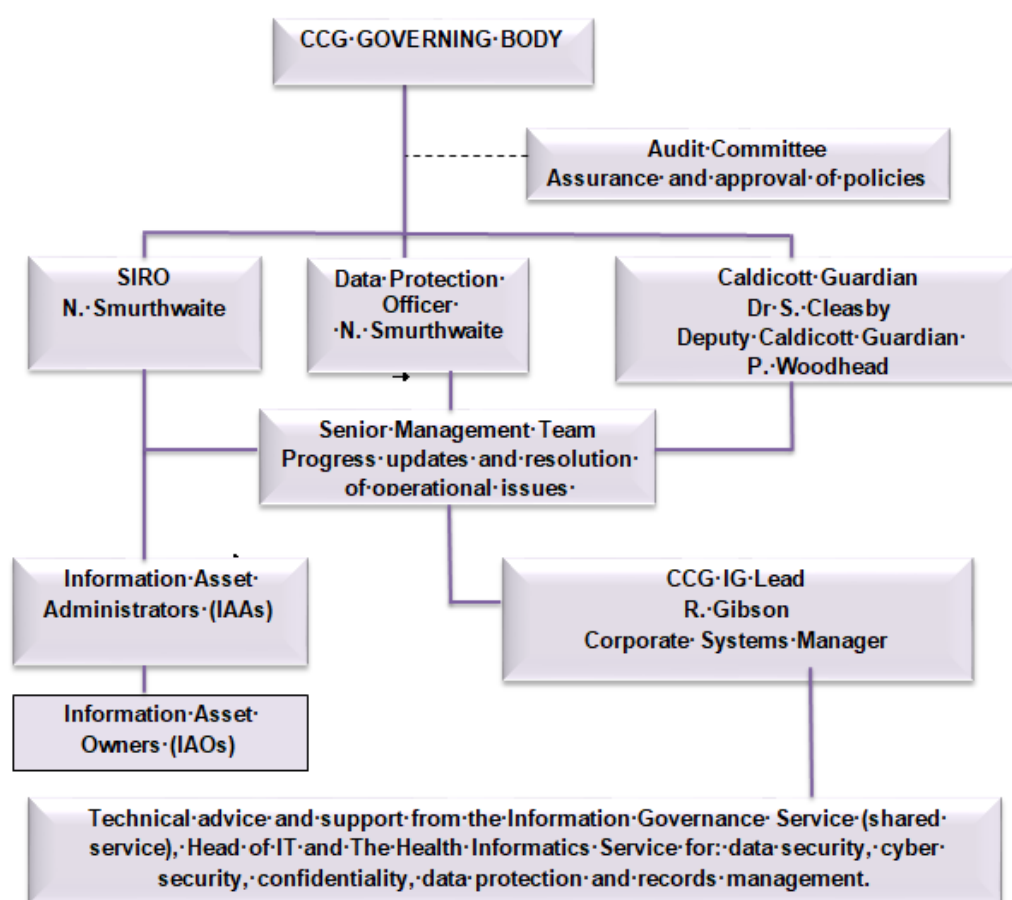 CCG·GOVERNING·BODY
Audit·Committee
Assurance·and·approval·of·policies
SIRO
N.·Smurthwaite
Data·Protection·
Officer·
·N.·Smurthwaite
Caldicott·Guardian
Dr·S.·Cleasby
Deputy·Caldicott·Guardian·
P.·Woodhead
Senior·Management·Team
Progress·updates·and·resolution·
of·operational·issues·
Information·Asset·
Administrators·(IAAs)
CCG·IG·Lead
R.·Gibson
Corporate·Systems·Manager
Information·Asset·
Owners·(IAOs)
Technical·advice·and·support·from·the·Information·Governance·Service·(shared·
service),·Head·of·IT·and·The·Health·Informatics·Service·for:·data·security,·cyber·
security,·confidentiality,·data·protection·and·records·management.